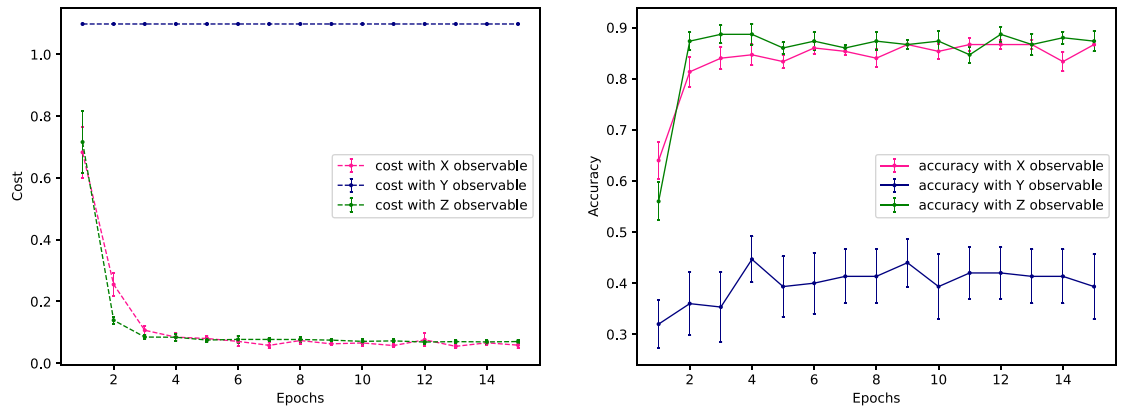 1.0
0.8
0.6
0.4
0.2
0.0
Cost
2
4
6
8
10
12
14
Epochs
cost with X observable
cost with Y observable
cost with Z observable
0.9
0.8
0.7
0.6
0.5
0.4
0.3
Accuracy
2
4
6
8
10
12
14
Epochs
accuracy with X observable
accuracy with Y observable
accuracy with Z observable